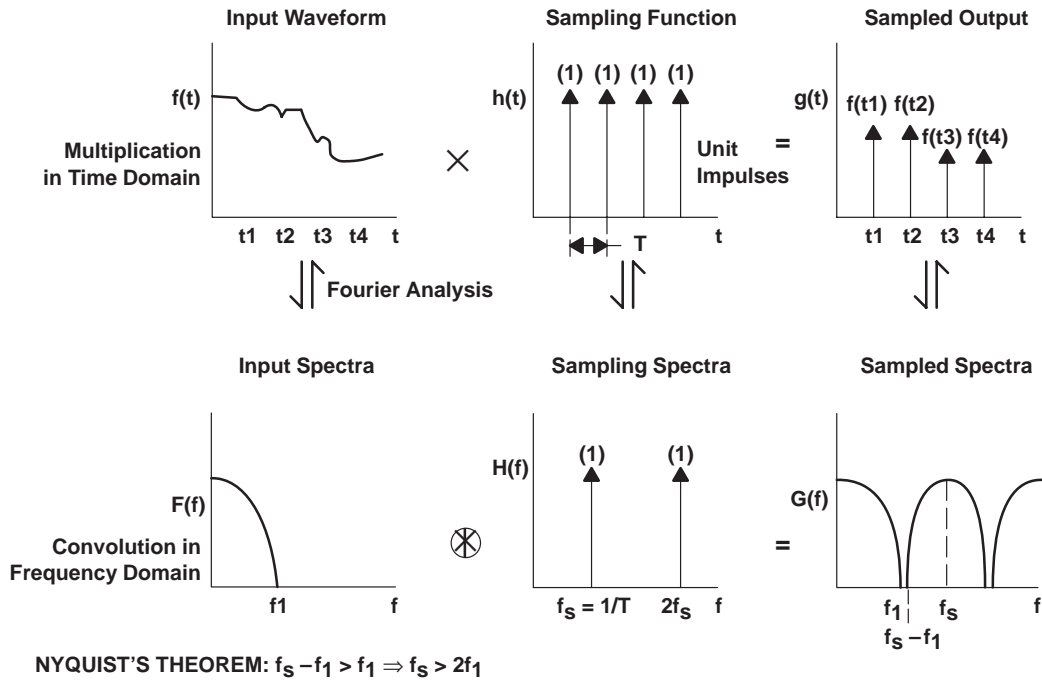 Input Waveform
Sampling Function
Sampled Output
f(t)
Multiplication
in Time Domain
t1 t2 t3 t4 t
×
h(t)
(1) (1) (1) (1)
Unit
Impulses
T
t
=
g(t)
f(t1) f(t2)
f(t3) f(t4)
t1 t2 t3 t4 t
Fourier Analysis
Input Spectra
Sampling Spectra
Sampled Spectra
F(f)
Convolution in
Frequency Domain
f1 f
H(f)
(1) (1)
fS = 1/T 2fS f
=
G(f)
f1 fS f
fS – f1
NYQUIST'S THEOREM: fS – f1 > f1 ⇒ fS > 2f1